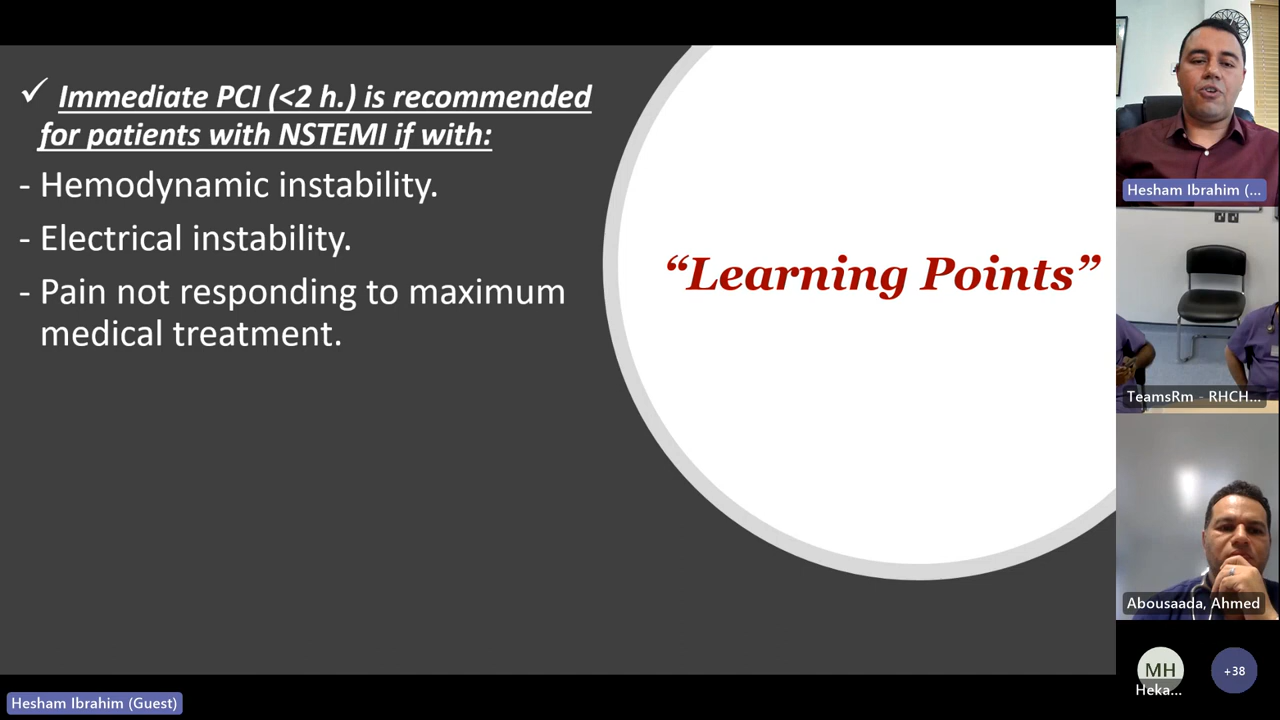 ✓ Immediate PCI (<2 h.) is recommended
for patients with NSTEMI if with:
- Hemodynamic instability.
- Electrical instability.
- Pain not responding to maximum
medical treatment.
“Learning Points”
Hesham Ibrahim (...
TeamsRm - RHCH...
Abousaada, Ahmed
MH
Heka...
+38
Hesham Ibrahim (Guest)